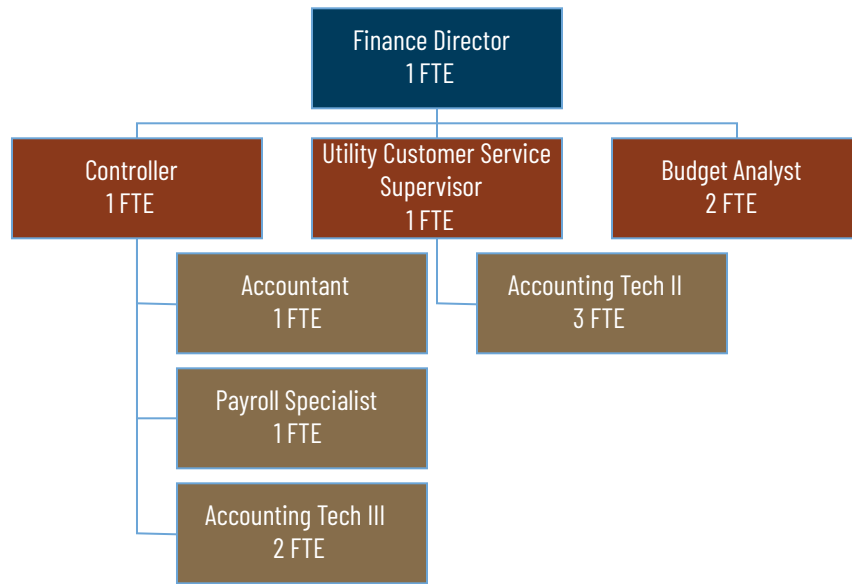 Finance Director
1 FTE
Controller
1 FTE
Utility Customer Service
Supervisor
1 FTE
Budget Analyst
2 FTE
Accountant
1 FTE
Accounting Tech II
3 FTE
Payroll Specialist
1 FTE
Accounting Tech III
2 FTE